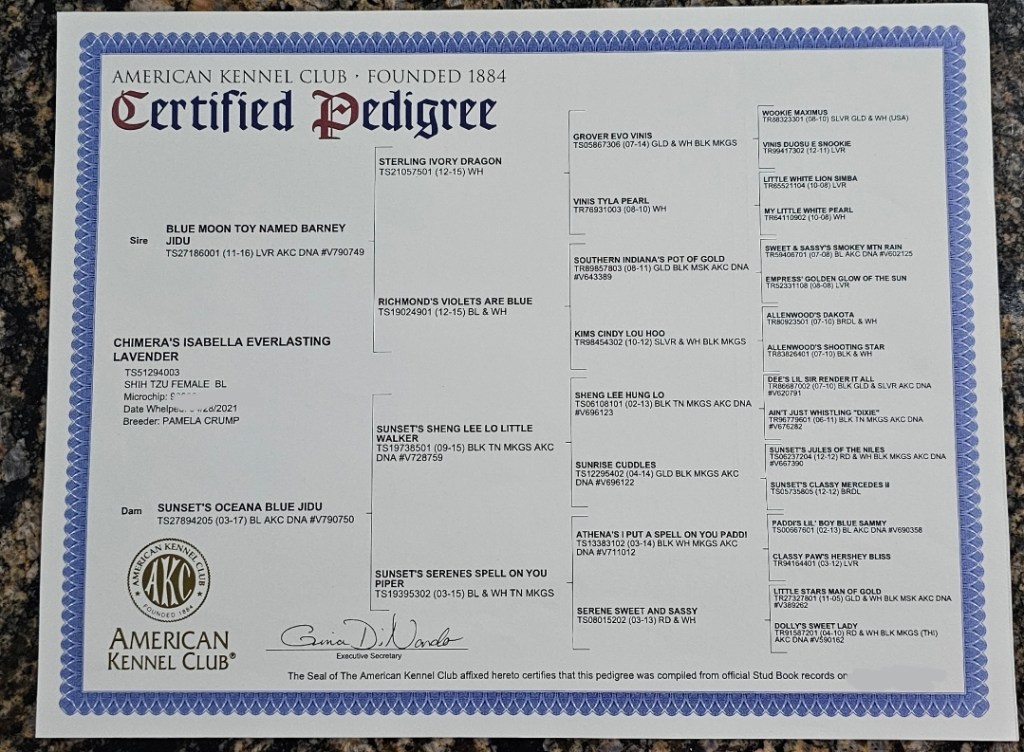 AMERICAN KENNEL CLUB · FOUNDED 1884
Certified Pedigree
Sire
BLUE MOON TOY NAMED BARNEY
JIDU
TS27186001 (11-16) LVR AKC DNA #V790749
CHIMERA'S ISABELLA EVERLASTING
LAVENDER
TS51294003
SHIH TZU FEMALE BL
Microchip:
Date Whelped: /2021
Breeder: PAMELA CRUMP
Dam
SUNSET'S OCEANA BLUE JIDU
TS27894205 (03-17) BL AKC DNA #V790750
STERLING IVORY DRAGON
TS21057501 (12-15) WH
RICHMOND'S VIOLETS ARE BLUE
TS19024901 (12-15) BL & WH
SUNSET'S SHENG LEE LO LITTLE
WALKER
TS19738501 (09-15) BLK TN MKGS AKC
DNA #V728759
SUNSET'S SERENES SPELL ON YOU
PIPER
TS19395302 (03-15) BL & WH TN MKGS
GROVER EVO VINIS
TS05867306 (07-14) GLD & WH BLK MKGS
VINIS TYLA PEARL
TR76931003 (08-10) WH
SOUTHERN INDIANA'S POT OF GOLD
TR89857803 (08-11) GLD BLK MSK AKC DNA
#V643389
KIMS CINDY LOU HOO
TR98454302 (10-12) SLVR & WH BLK MKGS
SHENG LEE HUNG LO
TS06108101 (02-13) BLK TN MKGS AKC DNA
#V696123
SUNRISE CUDDLES
TS12295402 (04-14) GLD BLK MKGS AKC
DNA #V696122
ATHENA'S I PUT A SPELL ON YOU PADDI
TS13383102 (03-14) BLK WH MKGS AKC
DNA #V711012
SERENE SWEET AND SASSY
TS08015202 (03-13) RD & WH
WOOKIE MAXIMUS
TR88323301 (08-10) SLVR GLD & WH (USA)
VINIS DUOSU E SNOOKIE
TR99417302 (12-11) LVR
LITTLE WHITE LION SIMBA
TR65521104 (10-08) LVR
MY LITTLE WHITE PEARL
TR64110902 (10-08) WH
SWEET & SASSY'S SMOKEY MTN RAIN
TR59406701 (07-08) BL AKC DNA #V602125
EMPRESS' GOLDEN GLOW OF THE SUN
TR52331108 (08-08) LVR
ALLENWOOD'S DAKOTA
TR80923501 (07-10) BRDL & WH
ALLENWOOD'S SHOOTING STAR
TR83826401 (07-10) BLK & WH
DEE'S LIL SIR RENDER IT ALL
TR86687002 (07-10) BLK GLD & SLVR AKC DNA
#V620791
AIN'T JUST WHISTLING "DIXIE"
TR96779601 (06-11) BLK TN MKGS AKC DNA
#V676282
SUNSET'S JULES OF THE NILES
TS06237204 (12-12) RD & WH BLK MKGS AKC DNA
#V667390
SUNSET'S CLASSY MERCEDES II
TS05735805 (12-12) BRDL
PADDI'S LIL' BOY BLUE SAMMY
TS00667601 (02-13) BL AKC DNA #V690358
CLASSY PAW'S HERSHEY BLISS
TR94164401 (03-12) LVR
LITTLE STARS MAN OF GOLD
TR27327801 (11-05) GLD & WH BLK MSK AKC DNA
#V389262
DOLLY'S SWEET LADY
TR91587201 (04-10) RD & WH BLK MKGS (THI)
AKC DNA #V590162
AMERICAN KENNEL CLUB
AKC
FOUNDED 1884
AMERICAN
KENNEL CLUB®
Gina DiNardo
Executive Secretary
The Seal of The American Kennel Club affixed hereto certifies that this pedigree was compiled from official Stud Book records on